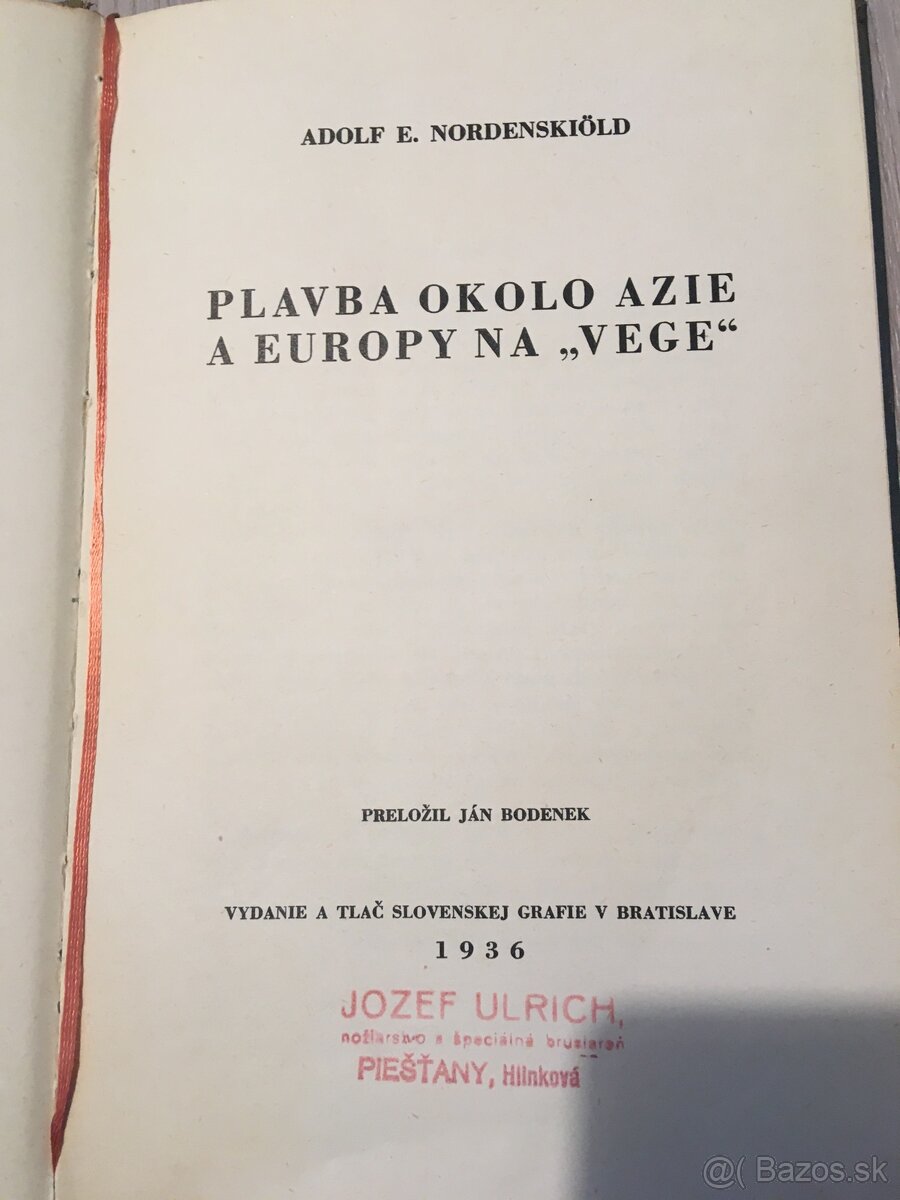 ADOLF E. NORDENSKIÖLD
PLAVBA OKOLO AZIE
A EUROPY NA „VEGE“
PRELOŽIL JÁN BODENEK
VYDANIE A TLAČ SLOVENSKEJ GRAFIE V BRATISLAVE
1936
JOZEF ULRICH,
nožiarstvo a špeciálna brusiareň
PIEŠŤANY, Hlinková
@( Bazos.sk